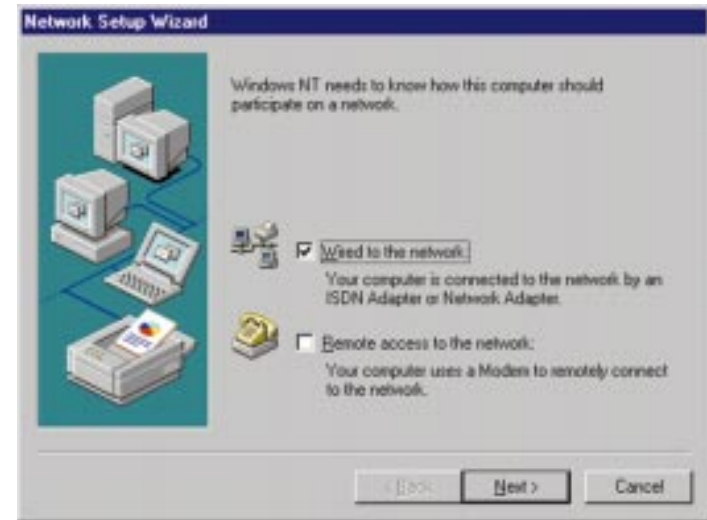 Network Setup Wizard
Windows NT needs to know how this computer should
participate on a network.
Wired to the network:
Your computer is connected to the network by an
ISDN Adapter or Network Adapter.
Remote access to the network:
Your computer uses a Modem to remotely connect
to the network.
< Back
Next >
Cancel